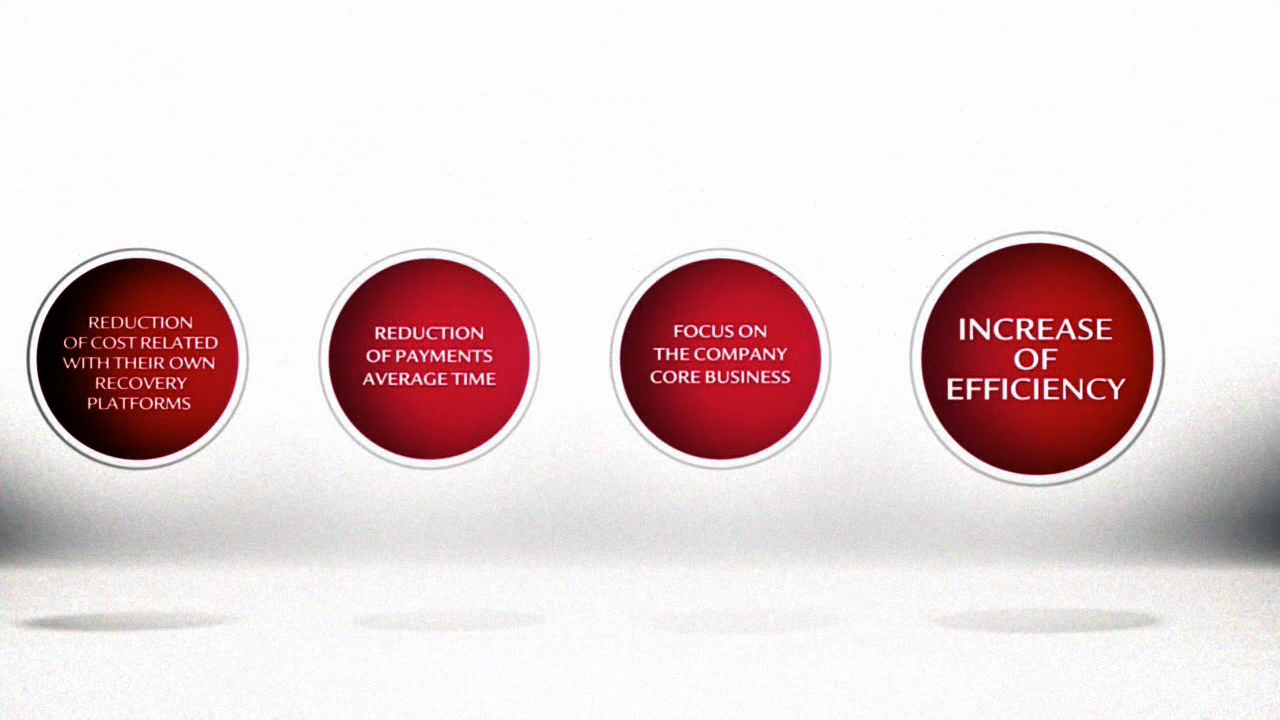 REDUCTION
OF COST RELATED
WITH THEIR OWN
RECOVERY
PLATFORMS
REDUCTION
OF PAYMENTS
AVERAGE TIME
FOCUS ON
THE COMPANY
CORE BUSINESS
INCREASE
OF
EFFICIENCY